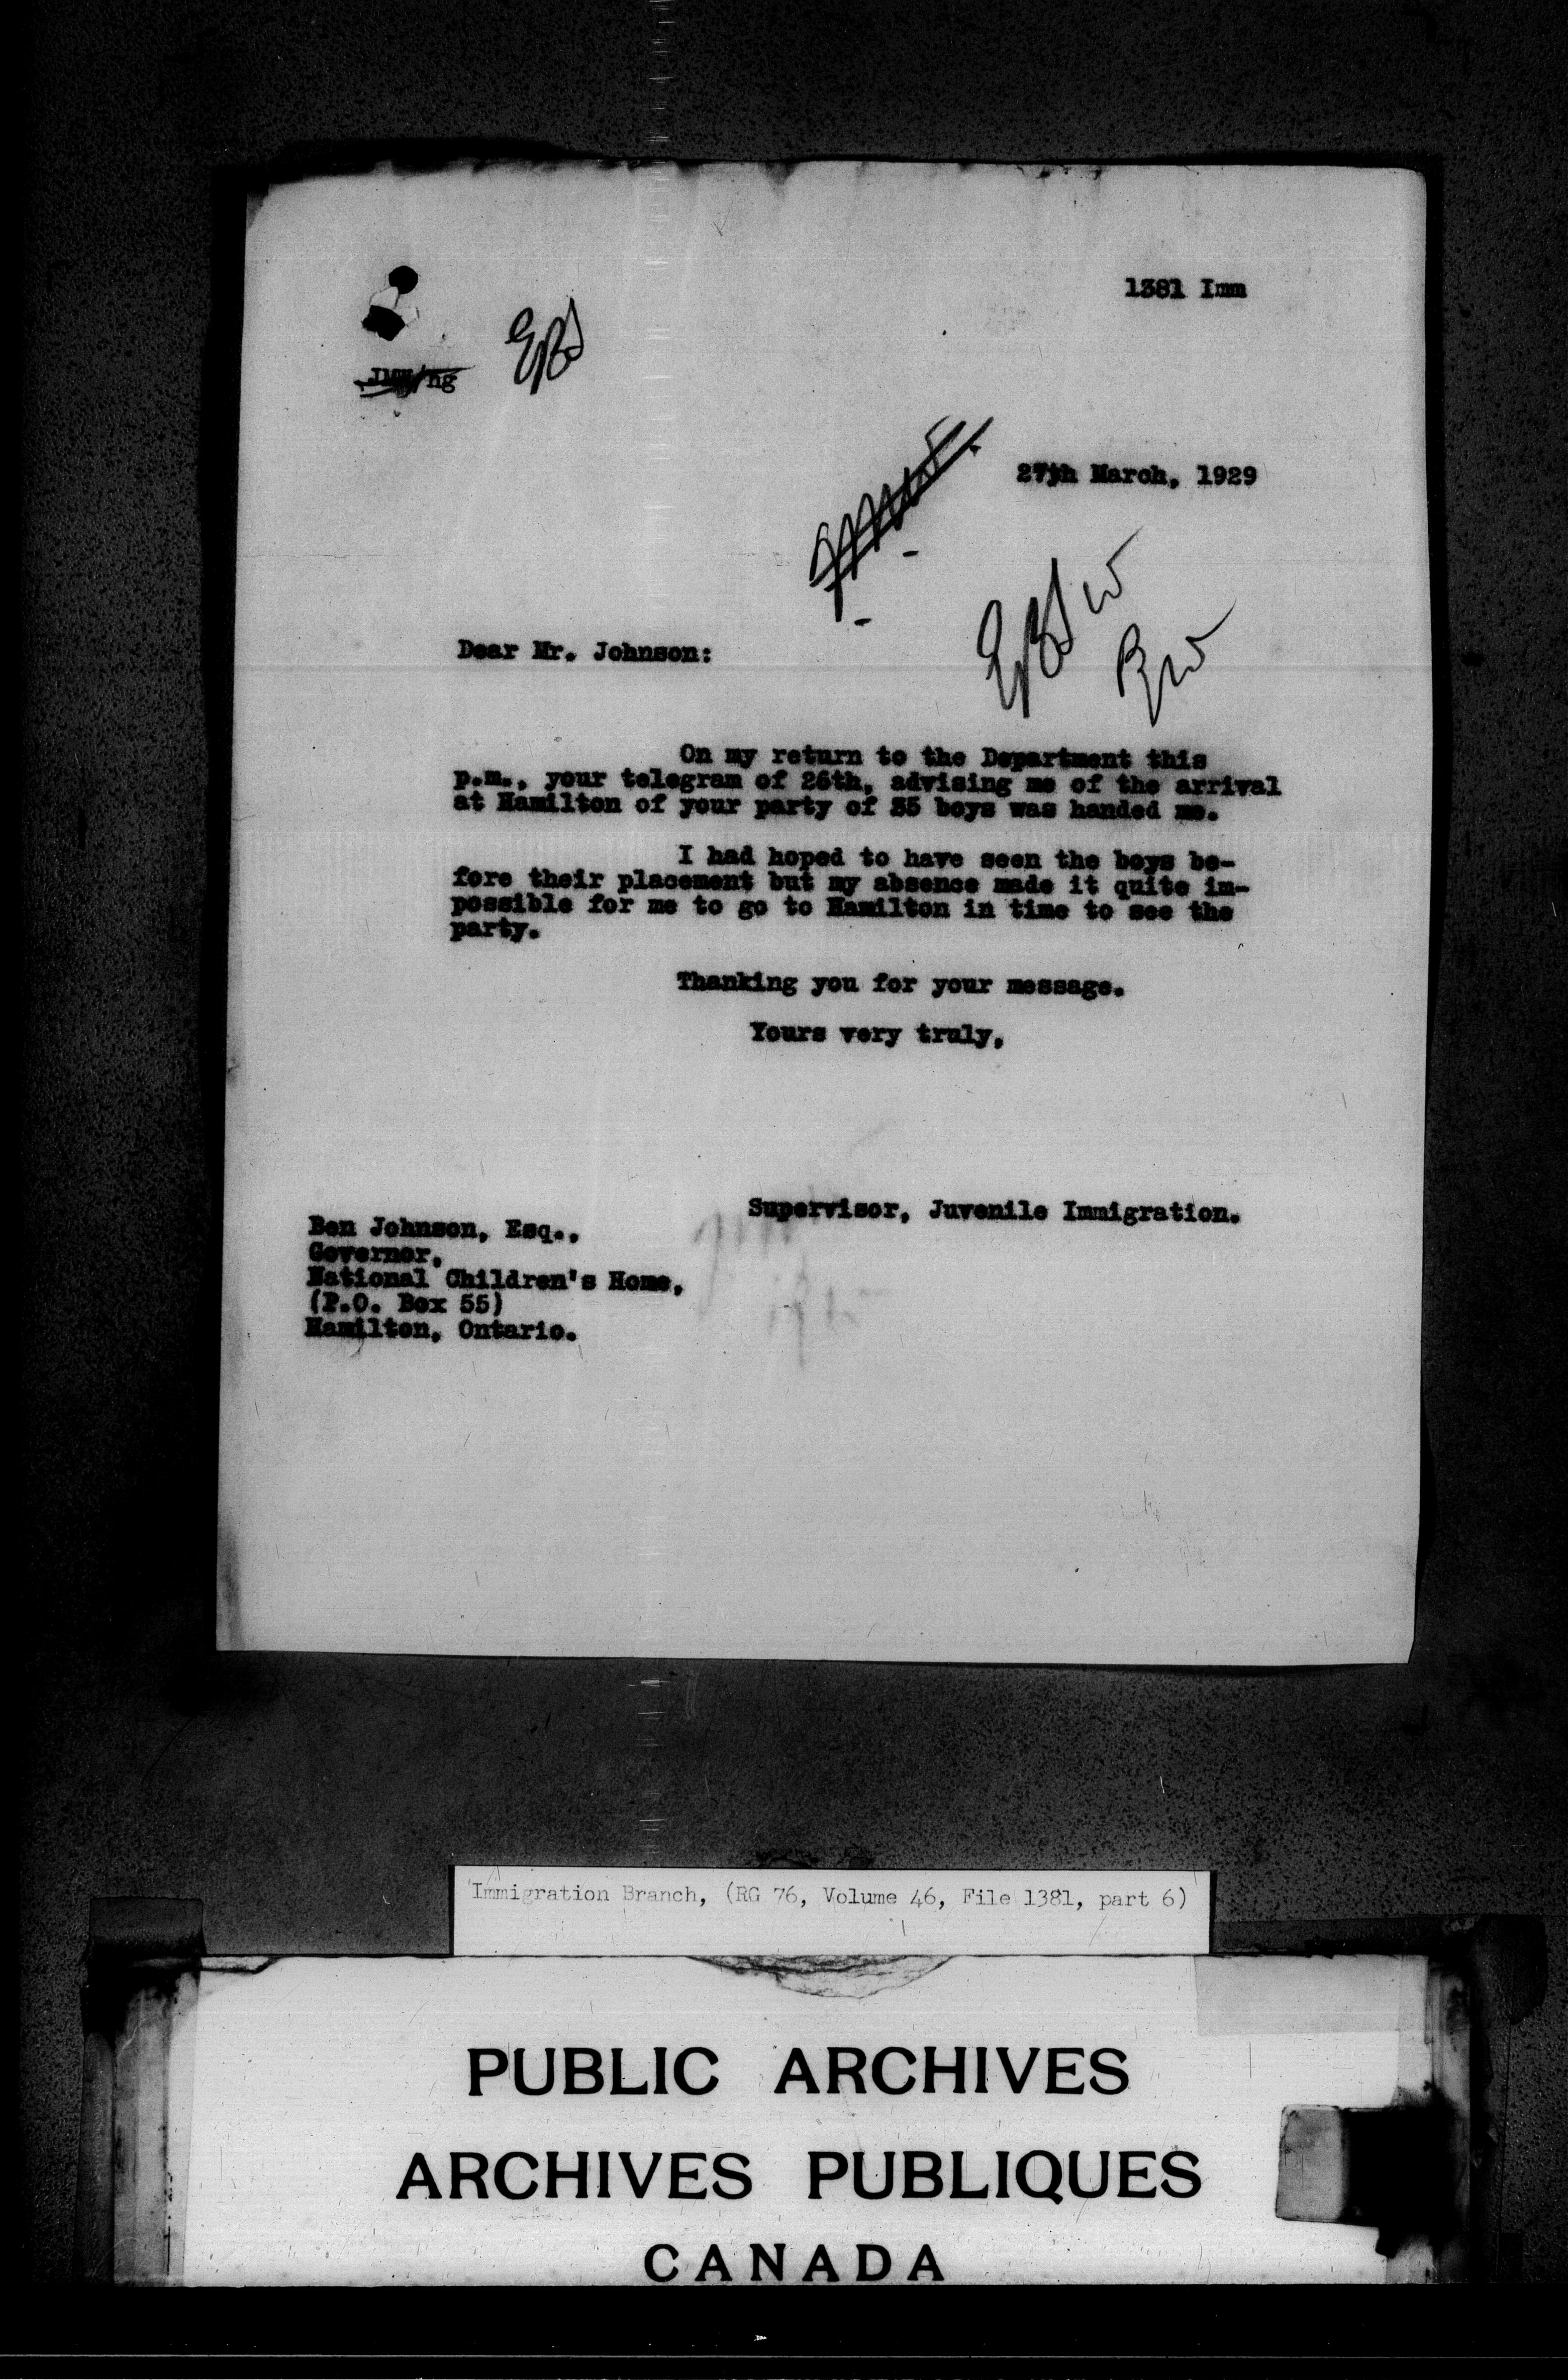 1381 Imm
27th March, 1929
Dear Mr. Johnson:
On my return to the Department this
p.m., your telegram of 26th, advising me of the arrival
at Hamilton of your party of 35 boys was handed me.
I had hoped to have seen the boys be-
fore their placement but my absence made it quite im-
possible for me to go to Hamilton in time to see the
party.
Thanking you for your message.
Yours very truly,
Supervisor, Juvenile Immigration.
Ben Johnson, Esq.,
Governor,
National Children's Home,
(P.O. Box 55)
Hamilton, Ontario.
Immigration Branch, (RG 76, Volume 46, File 1381, part 6)
PUBLIC ARCHIVES
ARCHIVES PUBLIQUES
CANADA